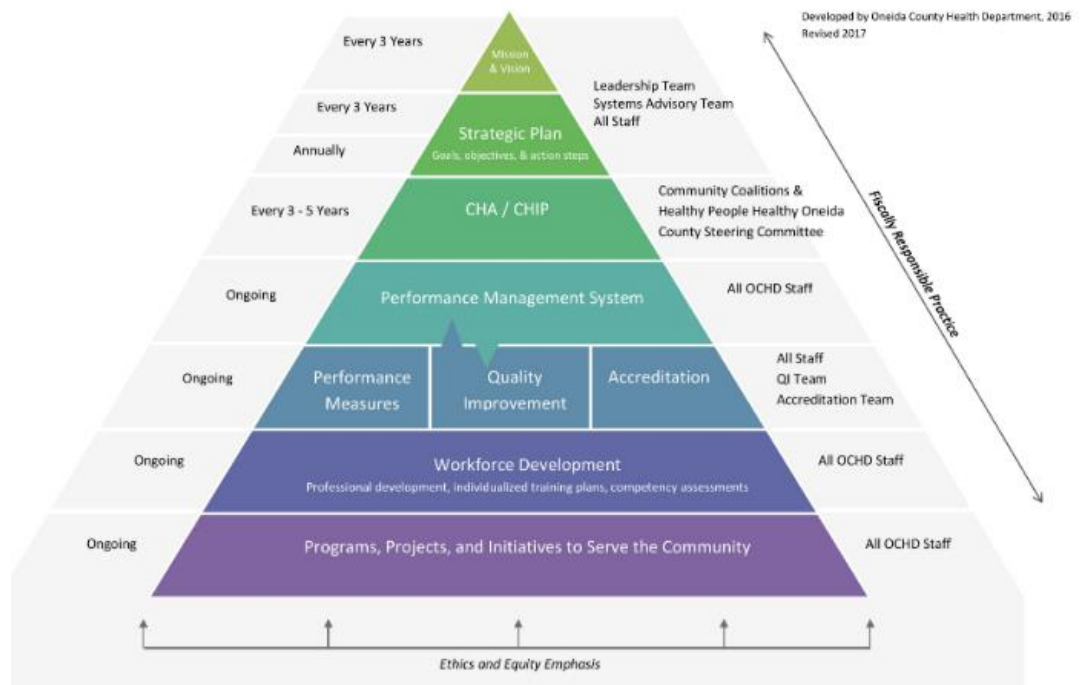 Developed by Oneida County Health Department, 2016
Revised 2017
Every 3 Years
Mission
& Vision
Every 3 Years
Annually
Strategic Plan
Goals, objectives, & action steps
Leadership Team
Systems Advisory Team
All Staff
Every 3 - 5 Years
CHA / CHIP
Community Coalitions &
Healthy People Healthy Oneida
County Steering Committee
Fiscally Responsible Practice
Ongoing
Performance Management System
All OCHD Staff
Ongoing
Performance
Measures
Quality
Improvement
Accreditation
All Staff
QI Team
Accreditation Team
Ongoing
Workforce Development
Professional development, individualized training plans, competency assessments
All OCHD Staff
Ongoing
Programs, Projects, and Initiatives to Serve the Community
All OCHD Staff
Ethics and Equity Emphasis